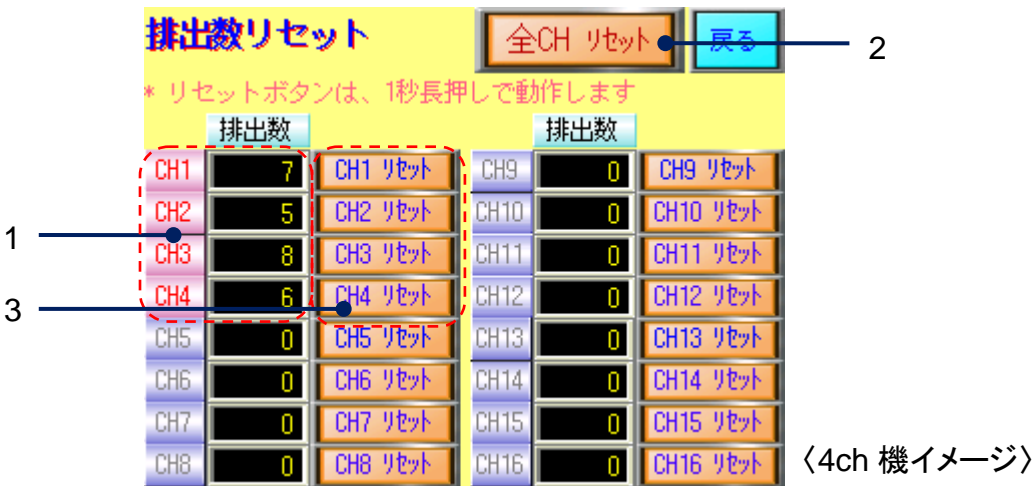 排出数リセット 全CH リセット 戻る 2
* リセットボタンは、1秒長押しで動作します
排出数 排出数
CH1 7 CH1 リセット CH9 0 CH9 リセット
CH2 5 CH2 リセット CH10 0 CH10 リセット
1
CH3 8 CH3 リセット CH11 0 CH11 リセット
CH4 6 CH4 リセット CH12 0 CH12 リセット
3
CH5 0 CH5 リセット CH13 0 CH13 リセット
CH6 0 CH6 リセット CH14 0 CH14 リセット
CH7 0 CH7 リセット CH15 0 CH15 リセット
CH8 0 CH8 リセット CH16 0 CH16 リセット
〈4ch 機イメージ〉